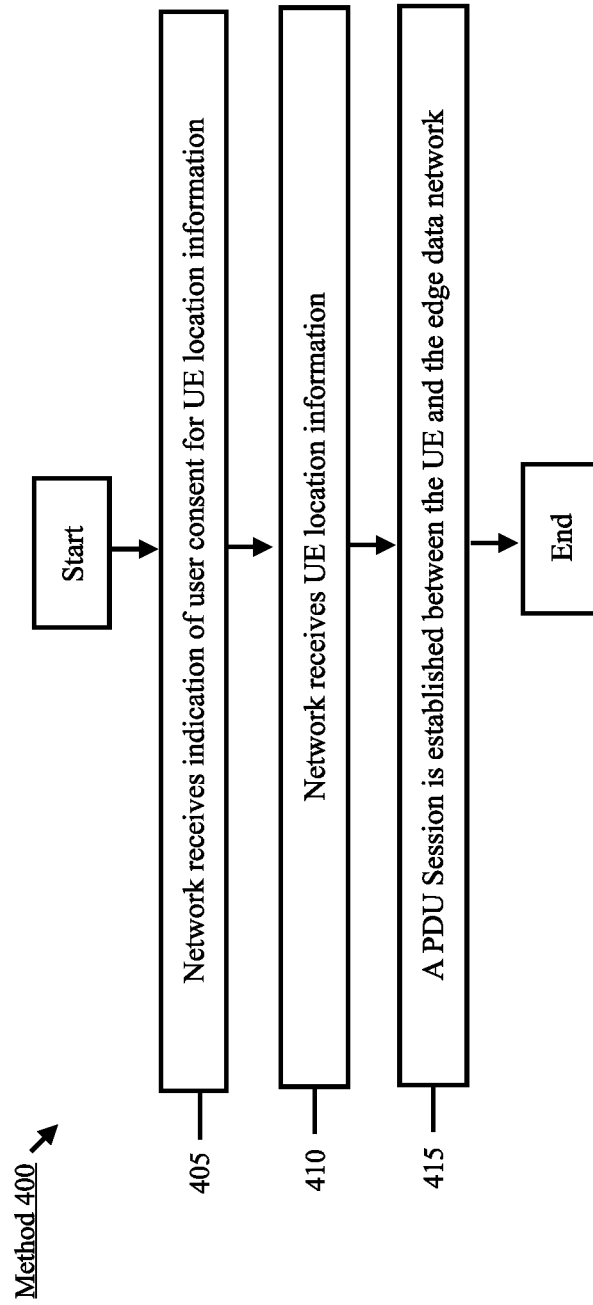 Method 400
Start
405
Network receives indication of user consent for UE location information
410
Network receives UE location information
415
A PDU Session is established between the UE and the edge data network
End